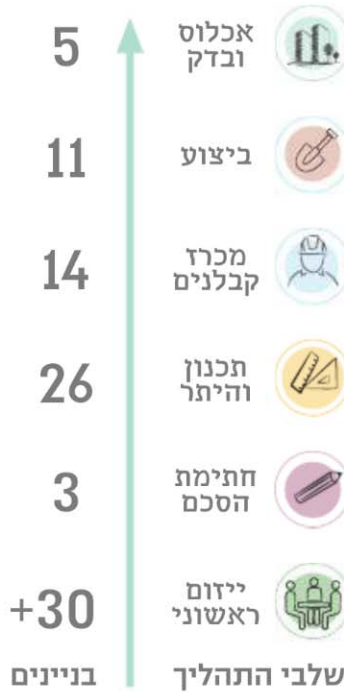 אכלוס
ובדק
5
ביצוע
11
מכרז
קבלנים
14
תכנון
והיתר
26
חתימת
הסכם
3
ייזום
ראשוני
+30
שלבי התהליך
בניינים